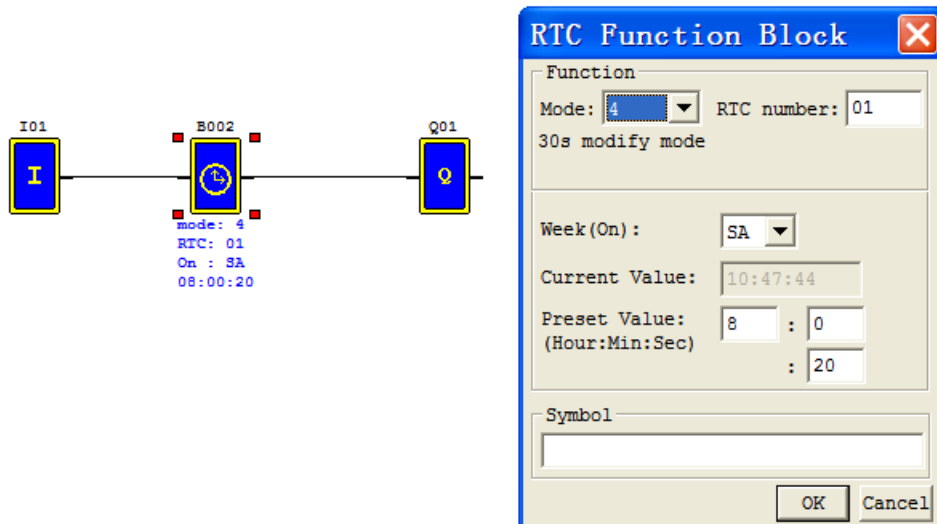 I01
B002
Q01
I
Q
mode: 4
RTC: 01
On : SA
08:00:20
RTC Function Block
Function
Mode: 4 RTC number: 01
30s modify mode
Week(On): SA
Current Value: 10:47:44
Preset Value: 8 : 0
(Hour:Min:Sec)
: 20
Symbol
OK Cancel